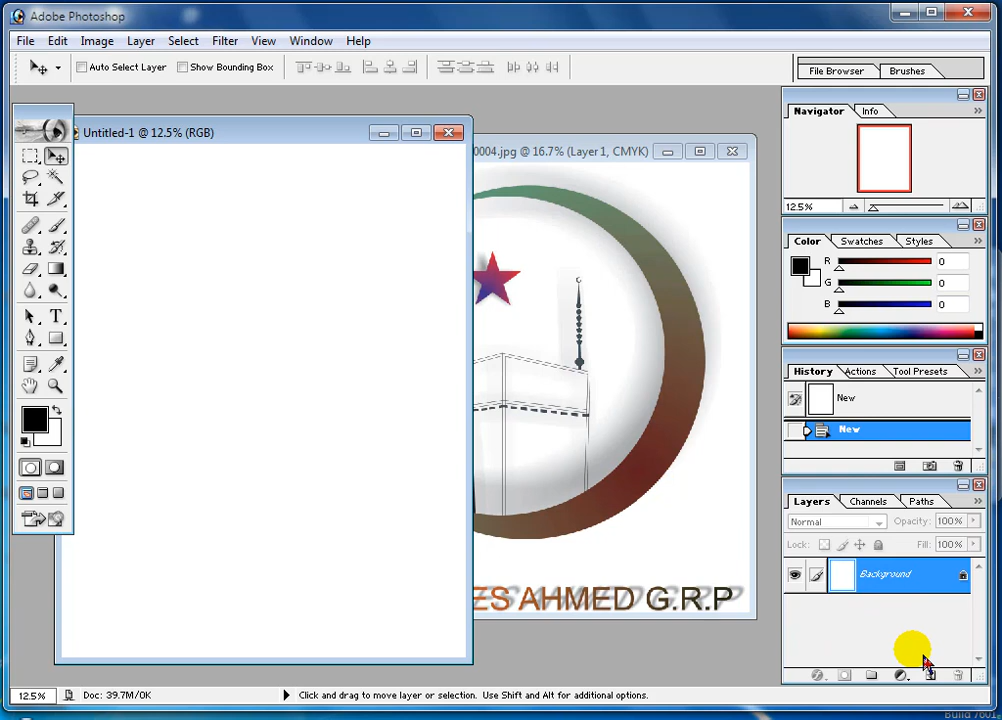 Adobe Photoshop
File Edit Image Layer Select Filter View Window Help
Auto Select Layer Show Bounding Box File Browser Brushes
Navigator Info
12.5%
Color Swatches Styles
R 0
G 0
B 0
History Actions Tool Presets
New
New
Layers Channels Paths
Normal Opacity: 100%
Lock: Fill: 100%
Background
Untitled-1 @ 12.5% (RGB)
0004.jpg @ 16.7% (Layer 1, CMYK)
T
ES AHMED G.R.P
12.5% Doc: 39.7M/0K Click and drag to move layer or selection. Use Shift and Alt for additional options.
Build 7601